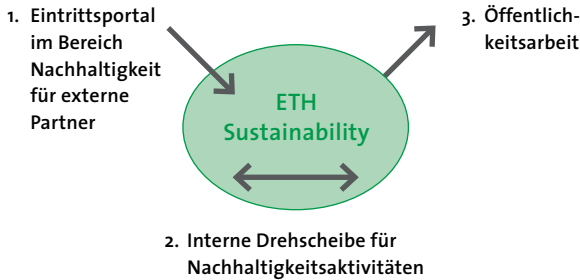 1. Eintrittsportal
im Bereich
Nachhaltigkeit
für externe
Partner
3. Öffentlich-
keitsarbeit
ETH
Sustainability
2. Interne Drehscheibe für
Nachhaltigkeitsaktivitäten